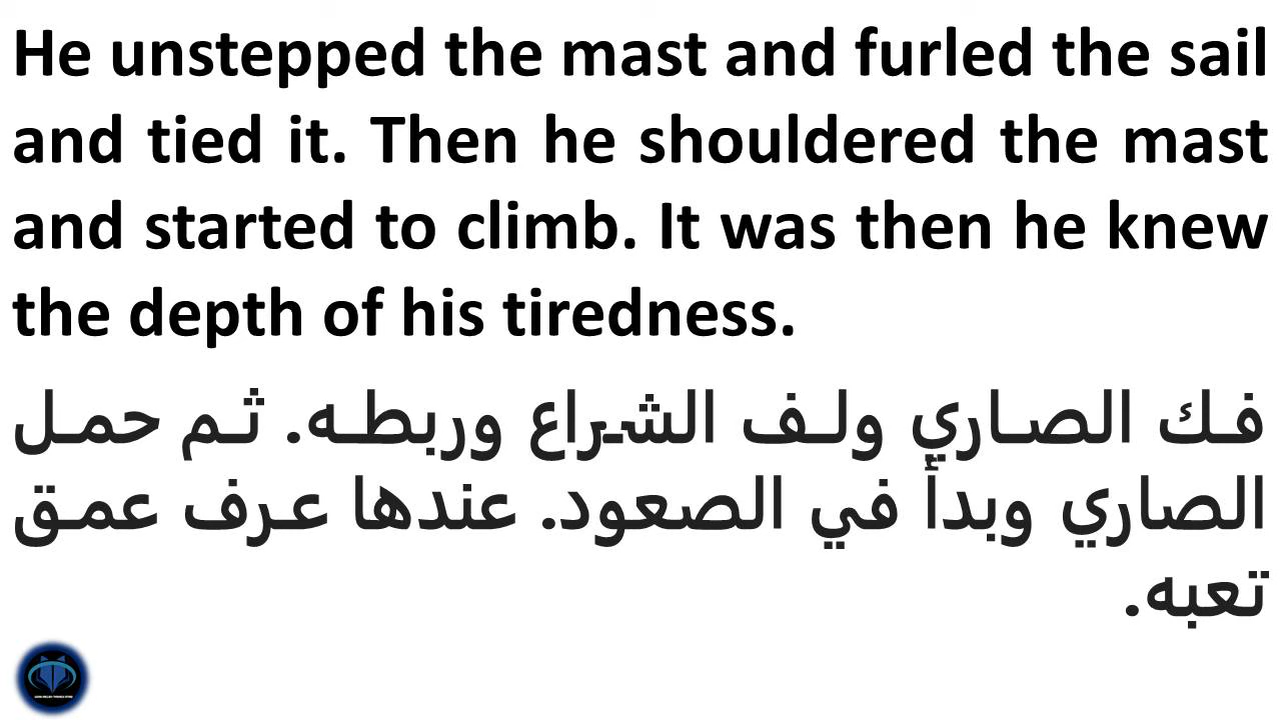 He unstepped the mast and furled the sail
and tied it. Then he shouldered the mast
and started to climb. It was then he knew
the depth of his tiredness.
فك الصاري ولف الشراع وربطه. ثم حمل
الصاري وبدأ في الصعود. عندها عرف عمق
تعبه.